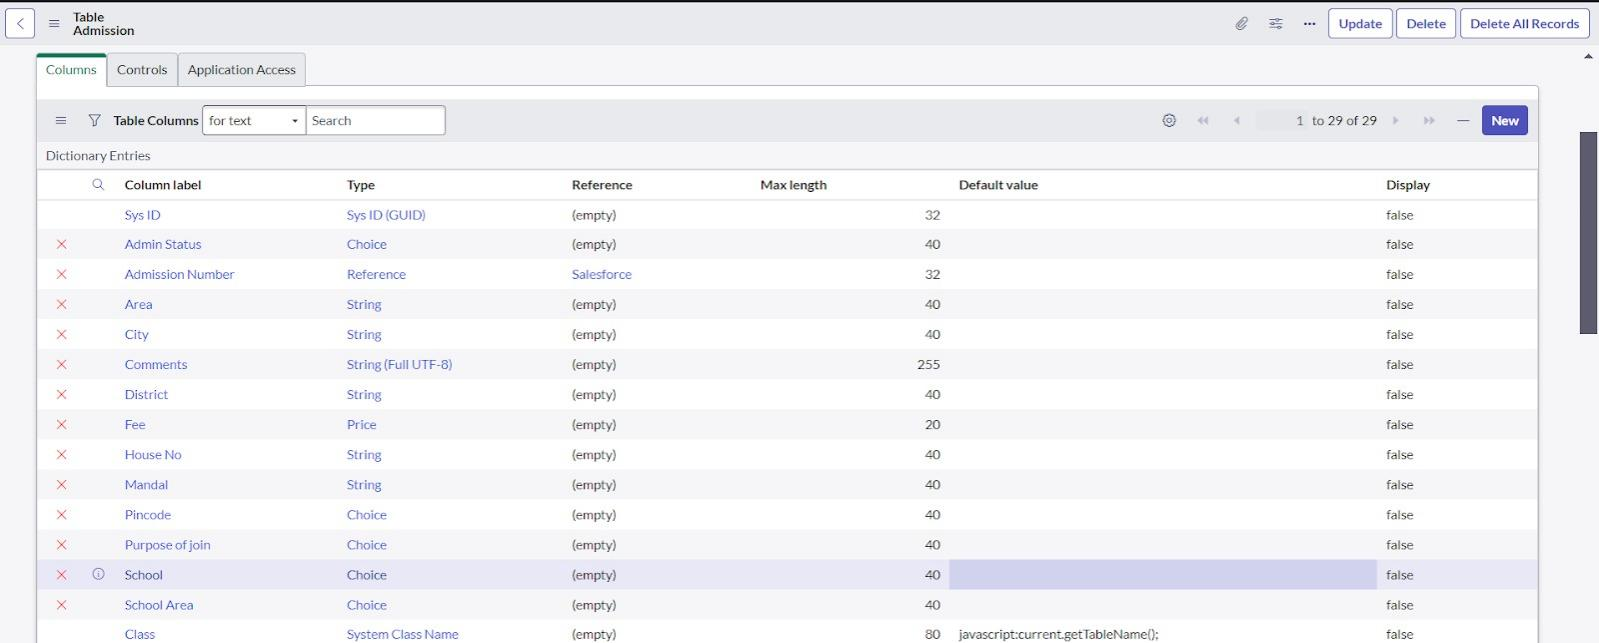 Table
Admission
Update Delete Delete All Records
Columns Controls Application Access
Table Columns for text Search 1 to 29 of 29 New
Dictionary Entries
Column label Type Reference Max length Default value Display
Sys ID Sys ID (GUID) (empty) 32 false
Admin Status Choice (empty) 40 false
Admission Number Reference Salesforce 32 false
Area String (empty) 40 false
City String (empty) 40 false
Comments String (Full UTF-8) (empty) 255 false
District String (empty) 40 false
Fee Price (empty) 20 false
House No String (empty) 40 false
Mandal String (empty) 40 false
Pincode Choice (empty) 40 false
Purpose of join Choice (empty) 40 false
School Choice (empty) 40 false
School Area Choice (empty) 40 false
Class System Class Name (empty) 80 javascript:current.getTableName(); false